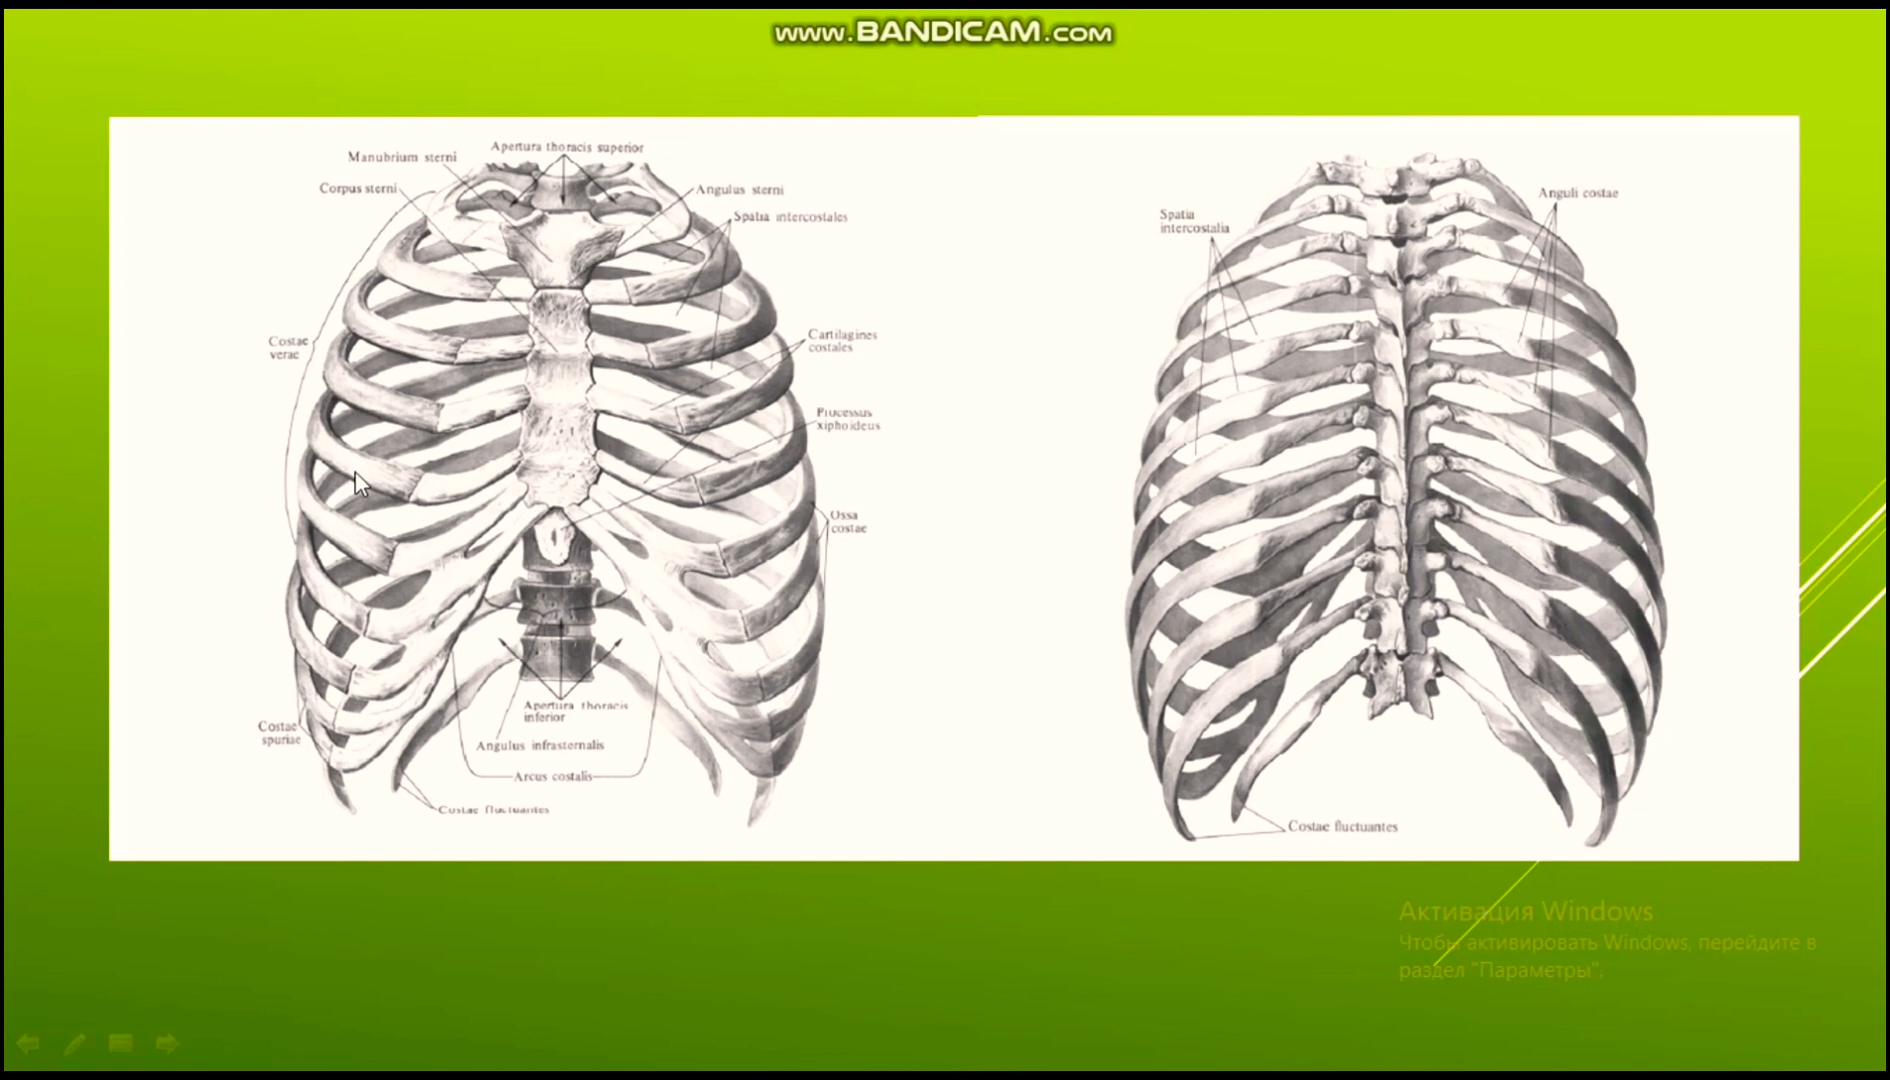 www.BANDICAM.com
Apertura thoracis superior
Manubrium sterni
Corpus sterni
Angulus sterni
Spatia intercostales
Costae
verae
Cartilagines
costales
Processus
xiphoideus
Ossa
costae
Apertura thoracis
inferior
Costae
spuriae
Angulus infrasternalis
Arcus costalis
Costae fluctuantes
Anguli costae
Spatia
intercostalia
Costae fluctuantes
Активация Windows
Чтобы активировать Windows, перейдите в
раздел "Параметры".